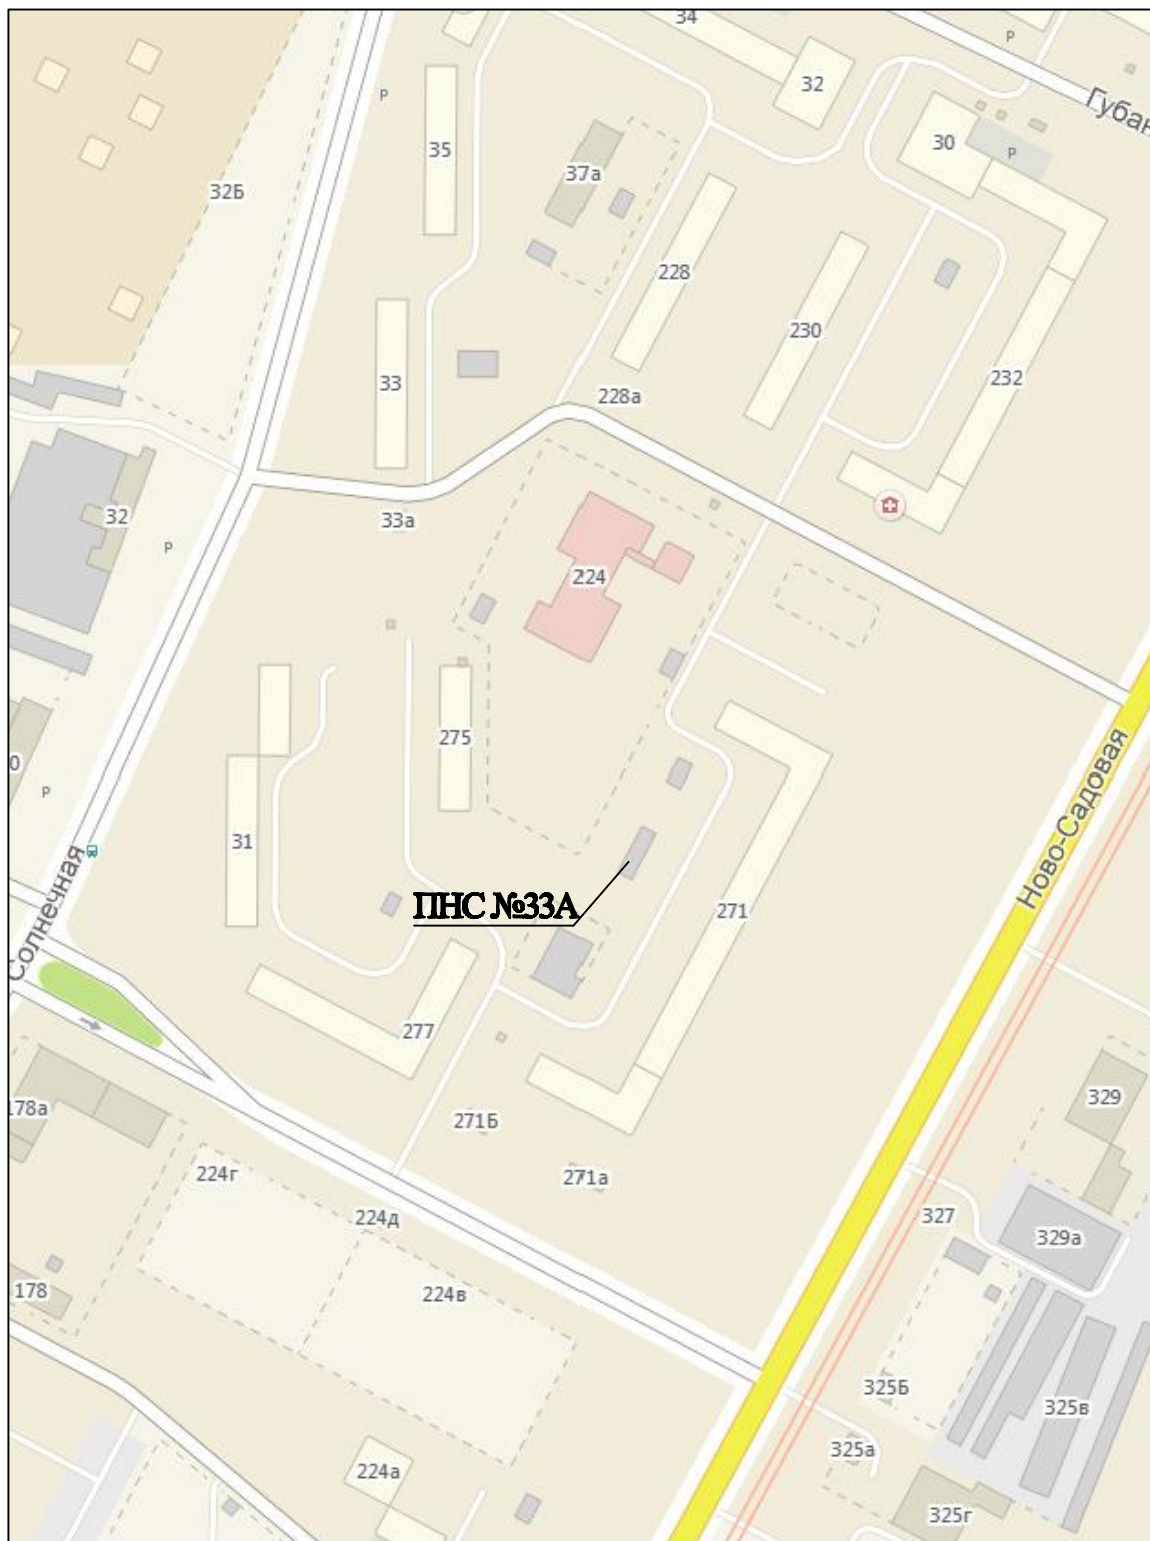 34
Р
32
Губан
Р
35
30
Р
37а
32Б
228
230
33
232
228а
32
33а
Р
224
275
0
Р
31
Солнечная
Ново-Садовая
ПНС №33А
271
277
178а
329
271Б
224г
271а
224д
327
329а
178
224в
325Б
325в
325а
224а
325г